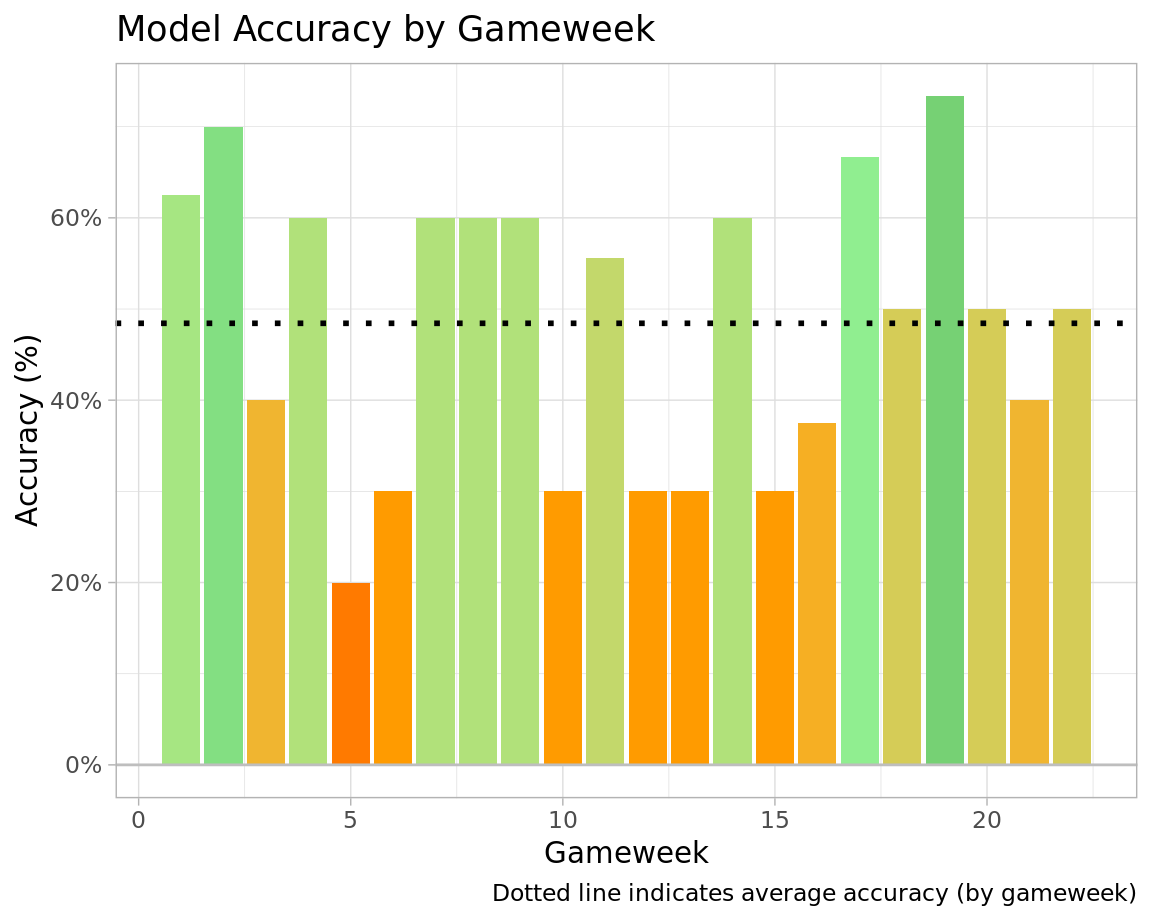 Model Accuracy by Gameweek
Accuracy (%)
60%
40%
20%
0%
0 5 10 15 20
Gameweek
Dotted line indicates average accuracy (by gameweek)